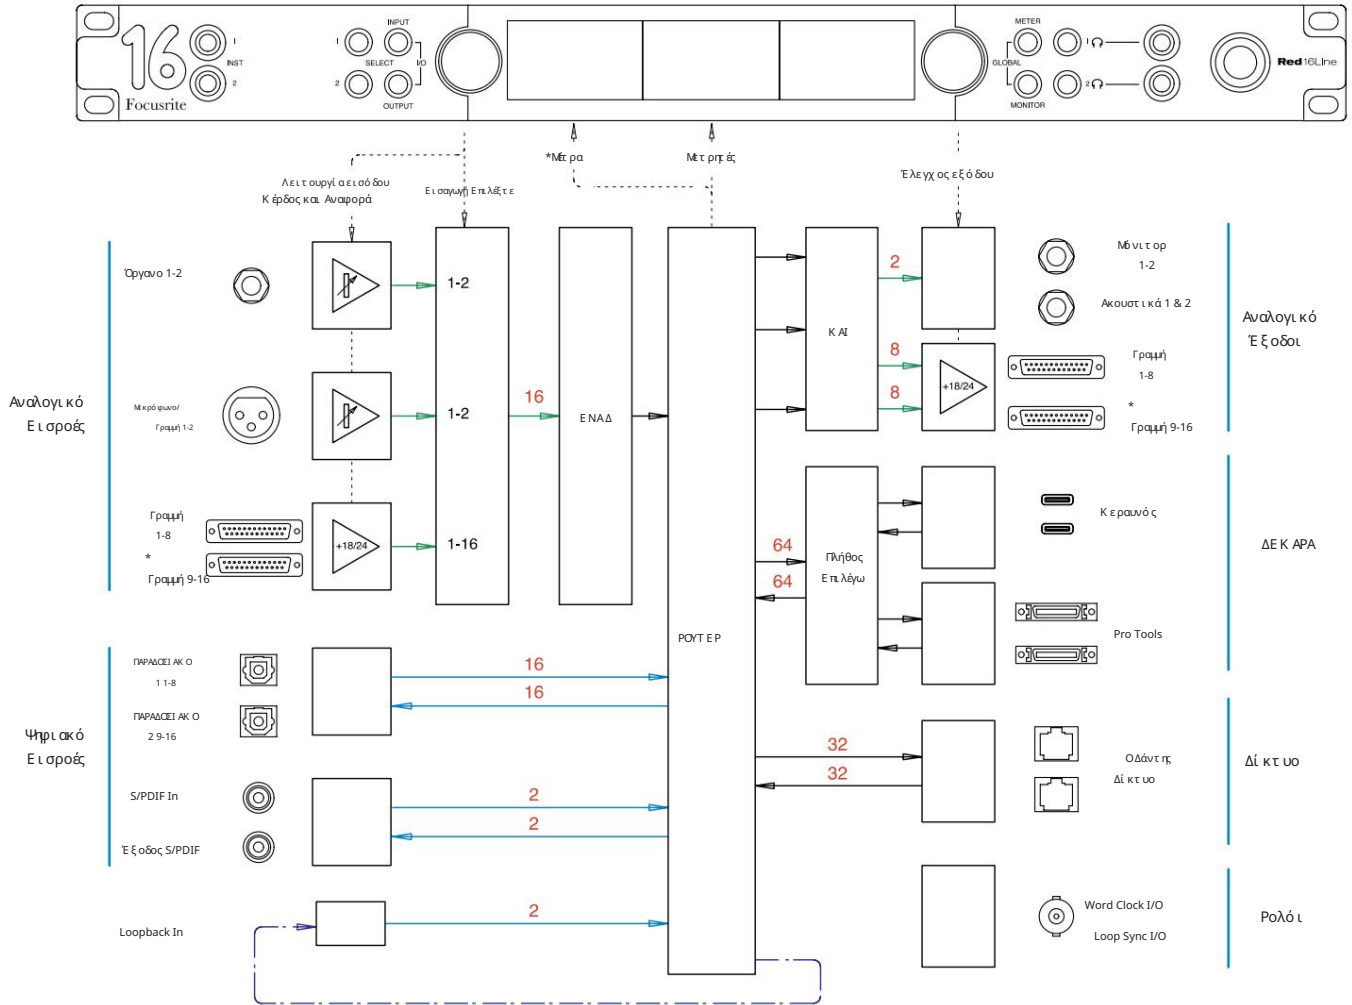 16
Focusrite
1
INST
2
INPUT
1
SELECT
I/O
2
OUTPUT
METER
1
GLOBAL
2
MONITOR
Red16Line
*Μέτρα
Μετρητές
Λειτουργία εισόδου
Κέρδος και Αναφορά
Εισαγωγή Επιλέξτε
Έλεγχος εξόδου
Αναλογικό
Εισροές
Όργανο 1-2
Μικρόφωνο/
Γραμμή 1-2
Γραμμή
1-8
*
Γραμμή 9-16
+18/24
1-2
1-2
1-16
16
ΕΝΑΔ
ΡΟΥΤΕΡ
ΚΑΙ
2
8
8
+18/24
Μόνιτορ
1-2
Ακουστικά 1 & 2
Γραμμή
1-8
*
Γραμμή 9-16
Αναλογικό
Έξοδοι
64
64
Πλήθος
Επιλέγω
Κεραυνός
Pro Tools
ΔΕΚΑΡΑ
Ψηφιακό
Εισροές
ΠΑΡΑΔΟΣΙΑΚΟ
1 1-8
ΠΑΡΑΔΟΣΙΑΚΟ
2 9-16
16
16
S/PDIF In
Έξοδος S/PDIF
2
2
Loopback In
2
32
32
Ο Δάντης
Δίκτυο
Δίκτυο
Word Clock I/O
Loop Sync I/O
Ρολόι